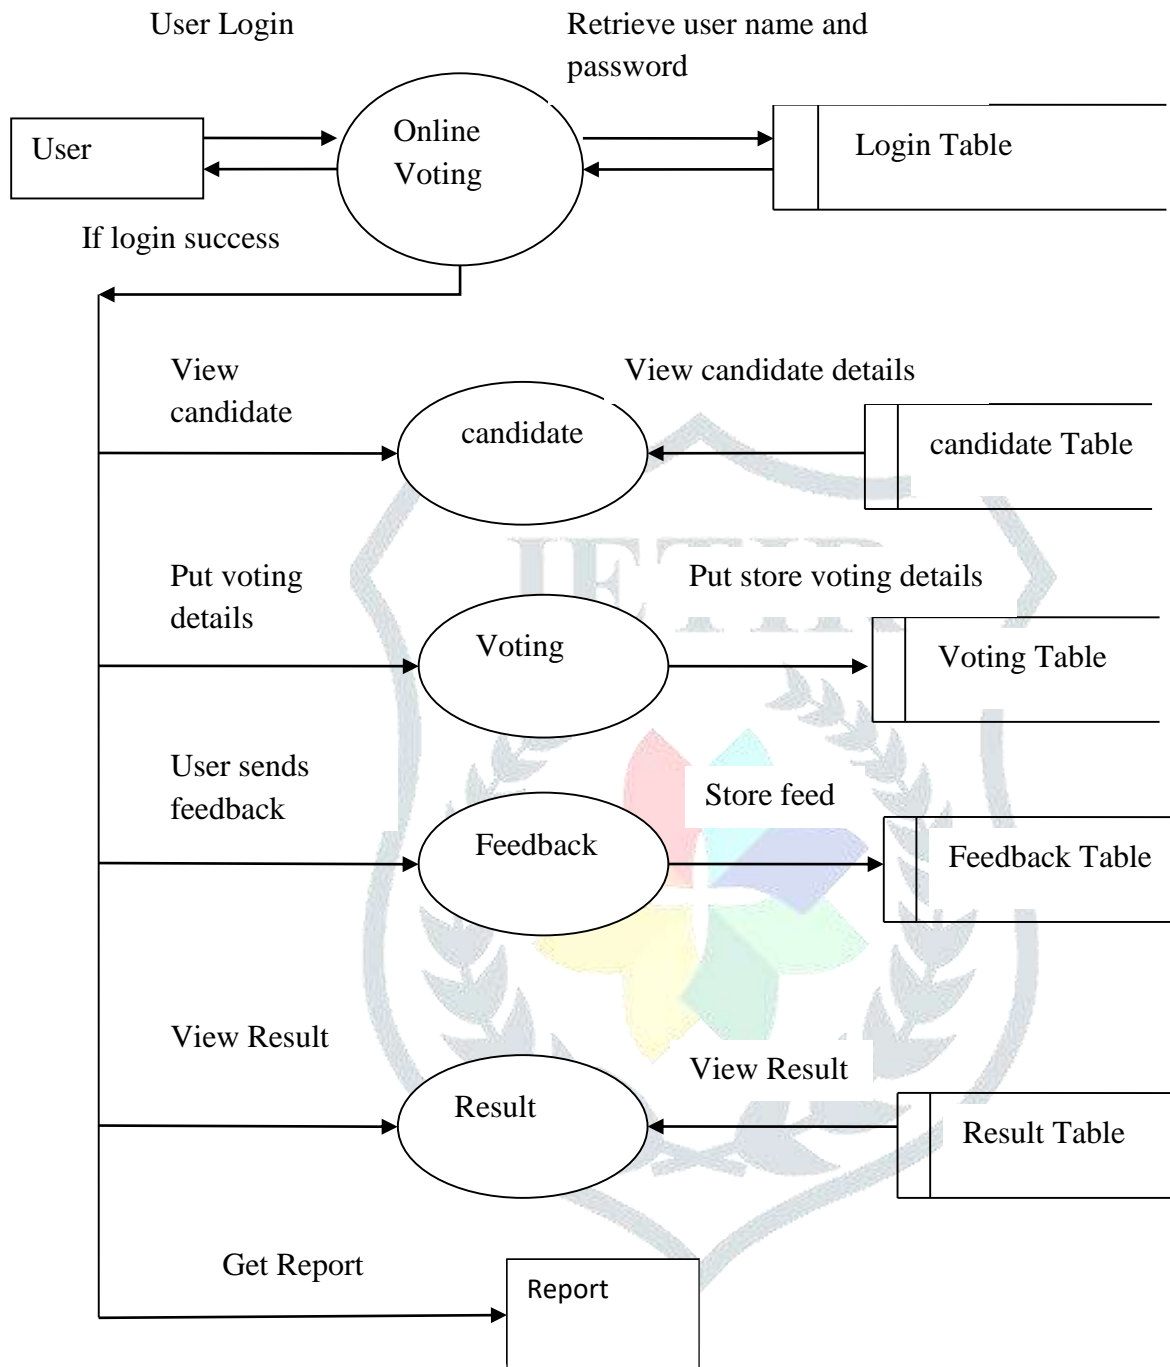 User Login
Retrieve user name and
password
User
Online
Voting
Login Table
If login success
View
candidate
View candidate details
candidate
candidate Table
JETIR
Put voting
details
Put store voting details
Voting
Voting Table
User sends
feedback
Store feed
Feedback
Feedback Table
View Result
View Result
Result
Result Table
Get Report
Report